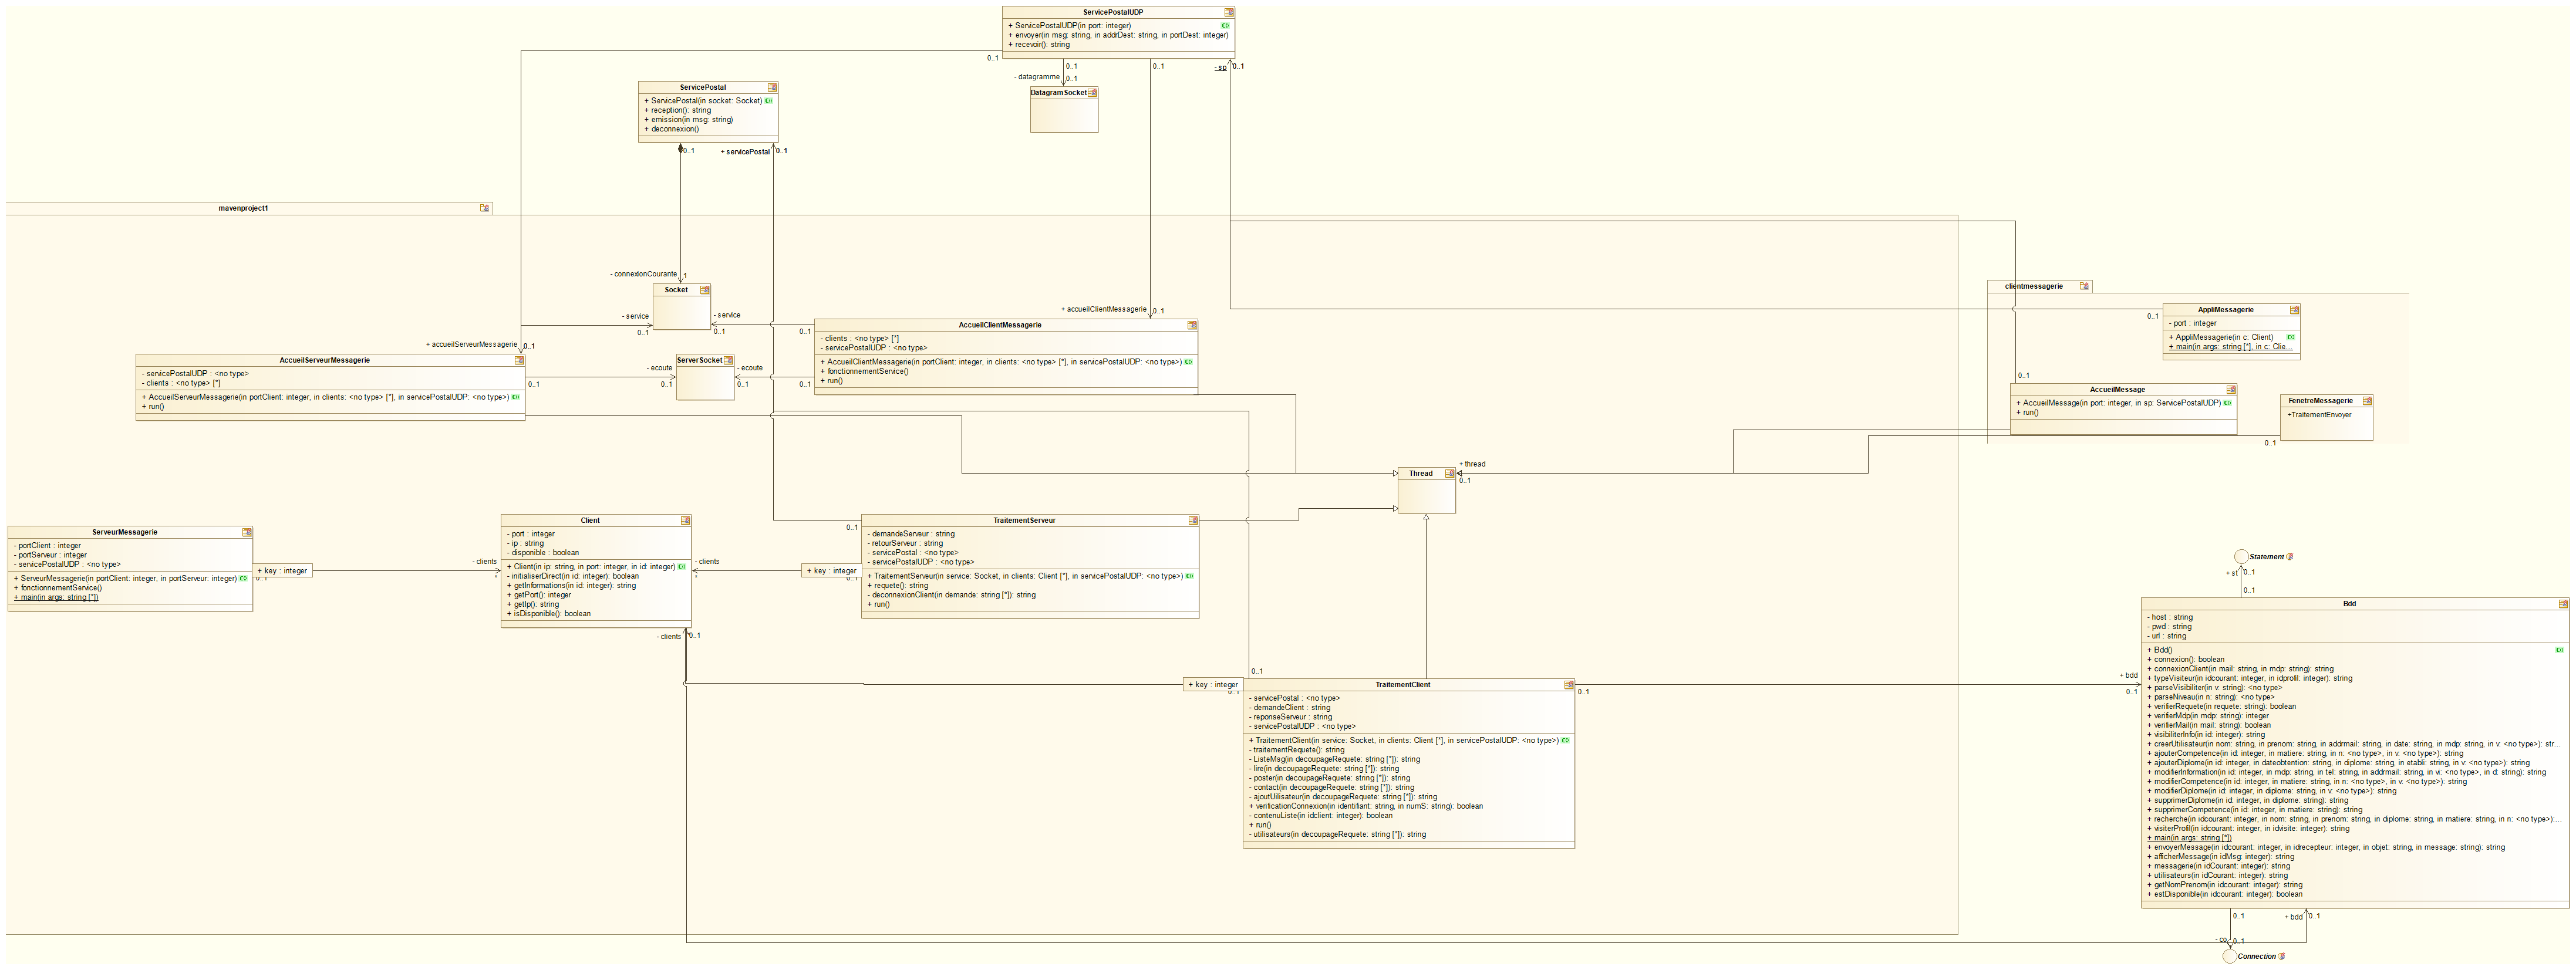 ServicePostalUDP
+ ServicePostalUDP(in port: integer)
+ envoyer(in msg: string, in addrDest: string, in portDest: integer)
+ recevoir(): string
0..1
0..1
0..1
- sp
0..1
- datagramme
0..1
DatagramSocket
ServicePostal
+ ServicePostal(in socket: Socket)
+ reception(): string
+ emission(in msg: string)
+ deconnexion()
0..1
+ servicePostal
0..1
mavenproject1
- connexionCourante
1
Socket
- service
0..1
- service
0..1
+ accueilClientMessagerie
0..1
+ accueilServeurMessagerie
0..1
AccueilClientMessagerie
- clients : <no type> [*]
- servicePostalUDP : <no type>
+ AccueilClientMessagerie(in portClient: integer, in clients: <no type> [*], in servicePostalUDP: <no type>)
+ fonctionnementService()
+ run()
0..1
0..1
AccueilServeurMessagerie
- servicePostalUDP : <no type>
- clients : <no type> [*]
+ AccueilServeurMessagerie(in portClient: integer, in clients: <no type> [*], in servicePostalUDP: <no type>)
+ run()
0..1
ServerSocket
- ecoute
0..1
- ecoute
0..1
clientmessagerie
AppliMessagerie
- port : integer
+ AppliMessagerie(in c: Client)
+ main(in args: string [*], in c: Clie...
0..1
0..1
AccueilMessage
+ AccueilMessage(in port: integer, in sp: ServicePostalUDP)
+ run()
FenetreMessagerie
+TraitementEnvoyer
0..1
Thread
+ thread
0..1
ServeurMessagerie
- portClient : integer
- portServeur : integer
- servicePostalUDP : <no type>
+ ServeurMessagerie(in portClient: integer, in portServeur: integer)
+ fonctionnementService()
+ main(in args: string [*])
0..1
+ key : integer
- clients
*
Client
- port : integer
- ip : string
- disponible : boolean
+ Client(in ip: string, in port: integer, in id: integer)
- initialiserDirect(in id: integer): boolean
+ getInformations(in id: integer): string
+ getPort(): integer
+ getIp(): string
+ isDisponible(): boolean
- clients
*
+ key : integer
0..1
- clients
0..1
TraitementServeur
- demandeServeur : string
- retourServeur : string
- servicePostal : <no type>
- servicePostalUDP : <no type>
+ TraitementServeur(in service: Socket, in clients: Client [*], in servicePostalUDP: <no type>)
+ requete(): string
- deconnexionClient(in demande: string [*]): string
+ run()
0..1
+ key : integer
0..1
0..1
TraitementClient
- servicePostal : <no type>
- demandeClient : string
- reponseServeur : string
- servicePostalUDP : <no type>
+ TraitementClient(in service: Socket, in clients: Client [*], in servicePostalUDP: <no type>)
- traitementRequete(): string
- ListeMsg(in decoupageRequete: string [*]): string
- lire(in decoupageRequete: string [*]): string
- poster(in decoupageRequete: string [*]): string
- contact(in decoupageRequete: string [*]): string
- ajoutUilisateur(in decoupageRequete: string [*]): string
+ verificationConnexion(in identifiant: string, in numS: string): boolean
- contenuListe(in idclient: integer): boolean
+ run()
- utilisateurs(in decoupageRequete: string [*]): string
0..1
+ bdd
0..1
Statement
+ st
0..1
0..1
Bdd
- host : string
- pwd : string
- url : string
+ Bdd()
+ connexion(): boolean
+ connexionClient(in mail: string, in mdp: string): string
+ typeVisiteur(in idcourant: integer, in idprofil: integer): string
+ parseVisibiliter(in v: string): <no type>
+ parseNiveau(in n: string): <no type>
+ verifierRequete(in requete: string): boolean
+ verifierMdp(in mdp: string): integer
+ verifierMail(in mail: string): boolean
+ visibiliterInfo(in id: integer): string
+ creerUtilisateur(in nom: string, in prenom: string, in addrmail: string, in date: string, in mdp: string, in v: <no type>): str...
+ ajouterCompetence(in id: integer, in matiere: string, in n: <no type>, in v: <no type>): string
+ ajouterDiplome(in id: integer, in dateobtention: string, in diplome: string, in etabli: string, in v: <no type>): string
+ modifierInformation(in id: integer, in mdp: string, in tel: string, in addrmail: string, in vi: <no type>, in d: string): string
+ modifierCompetence(in id: integer, in matiere: string, in n: <no type>, in v: <no type>): string
+ modifierDiplome(in id: integer, in diplome: string, in v: <no type>): string
+ supprimerDiplome(in id: integer, in diplome: string): string
+ supprimerCompetence(in id: integer, in matiere: string): string
+ recherche(in idcourant: integer, in nom: string, in prenom: string, in diplome: string, in matiere: string, in n: <no type>):...
+ visiterProfil(in idcourant: integer, in idvisite: integer): string
+ main(in args: string [*])
+ envoyerMessage(in idcourant: integer, in idrecepteur: integer, in objet: string, in message: string): string
+ afficherMessage(in idMsg: integer): string
+ messagerie(in idCourant: integer): string
+ utilisateurs(in idCourant: integer): string
+ getNomPrenom(in idcourant: integer): string
+ estDisponible(in idcourant: integer): boolean
0..1
+ bdd
0..1
- co
0..1
Connection